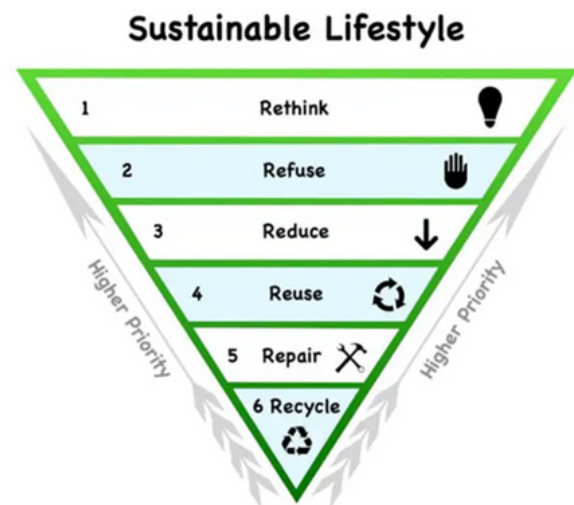 Sustainable Lifestyle
1 Rethink
2 Refuse
3 Reduce
4 Reuse
5 Repair
6 Recycle
Higher Priority
Higher Priority